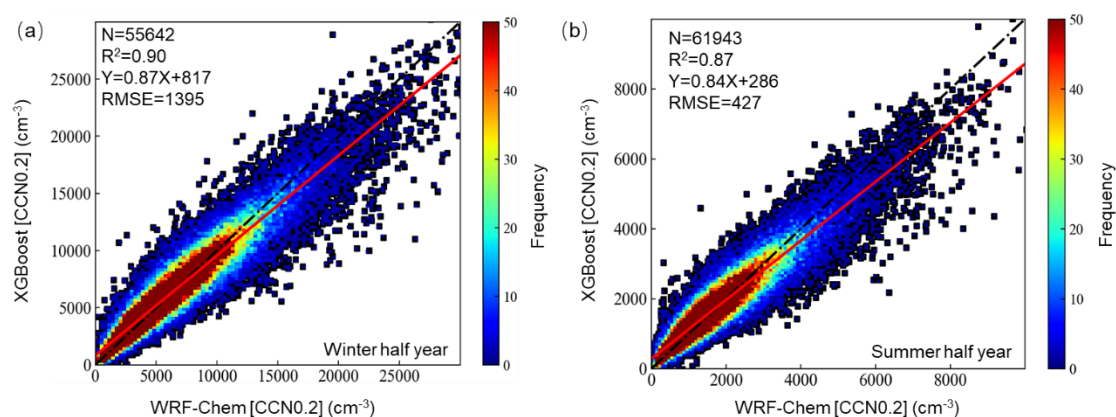 (a)
N=55642
R²=0.90
Y=0.87X+817
RMSE=1395
XGBoost [CCN0.2] (cm⁻³)
25000
20000
15000
10000
5000
0
0 5000 10000 15000 20000 25000
Winter half year
WRF-Chem [CCN0.2] (cm⁻³)
50
40
30
20
10
0
Frequency
(b)
N=61943
R²=0.87
Y=0.84X+286
RMSE=427
XGBoost [CCN0.2] (cm⁻³)
8000
6000
4000
2000
0
0 2000 4000 6000 8000
Summer half year
WRF-Chem [CCN0.2] (cm⁻³)
50
40
30
20
10
0
Frequency